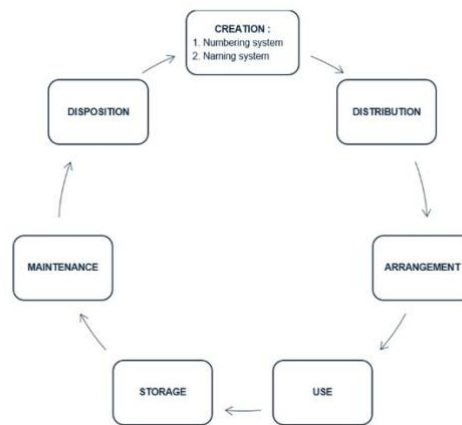 CREATION :
1. Numbering system
2. Naming system
DISTRIBUTION
ARRANGEMENT
USE
STORAGE
MAINTENANCE
DISPOSITION